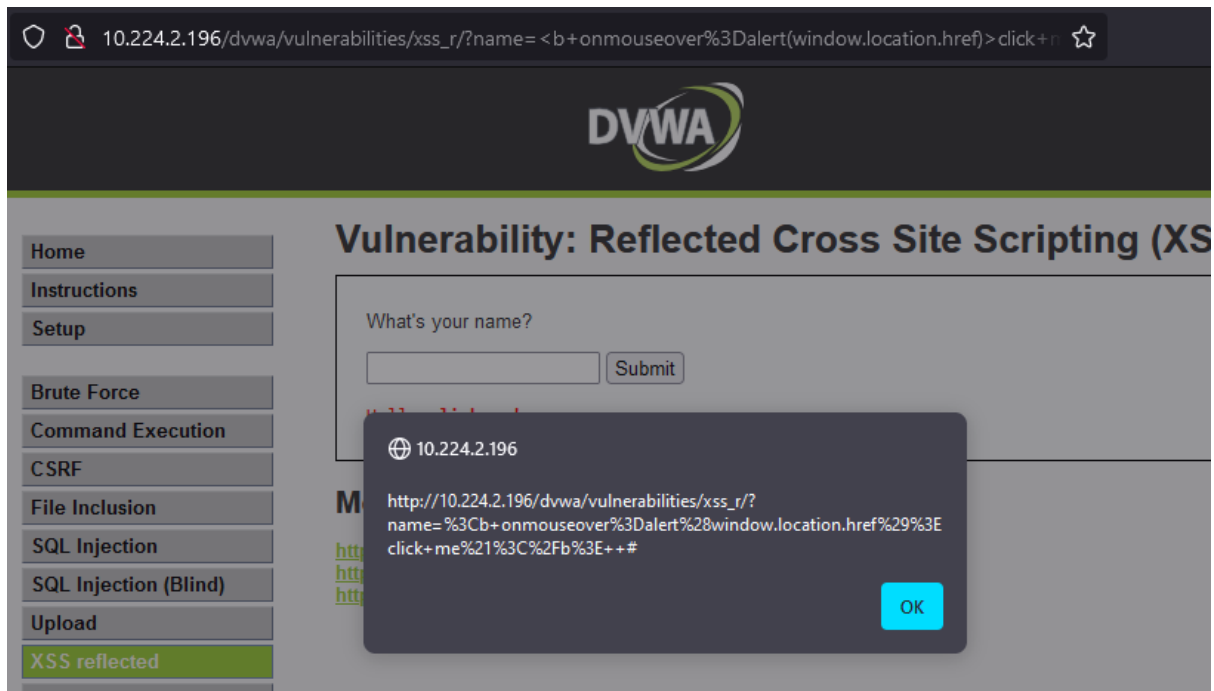 10.224.2.196/dvwa/vulnerabilities/xss_r/?name=<b+onmouseover%3Dalert(window.location.href)>click+
DVWA
Vulnerability: Reflected Cross Site Scripting (XS
Home
Instructions
Setup
Brute Force
Command Execution
CSRF
File Inclusion
SQL Injection
SQL Injection (Blind)
Upload
XSS reflected
What's your name?
Submit
10.224.2.196
http://10.224.2.196/dvwa/vulnerabilities/xss_r/?
name=%3Cb+onmouseover%3Dalert%28window.location.href%29%3E
click+me%21%3C%2Fb%3E++#
OK
M
htt
htt
htt